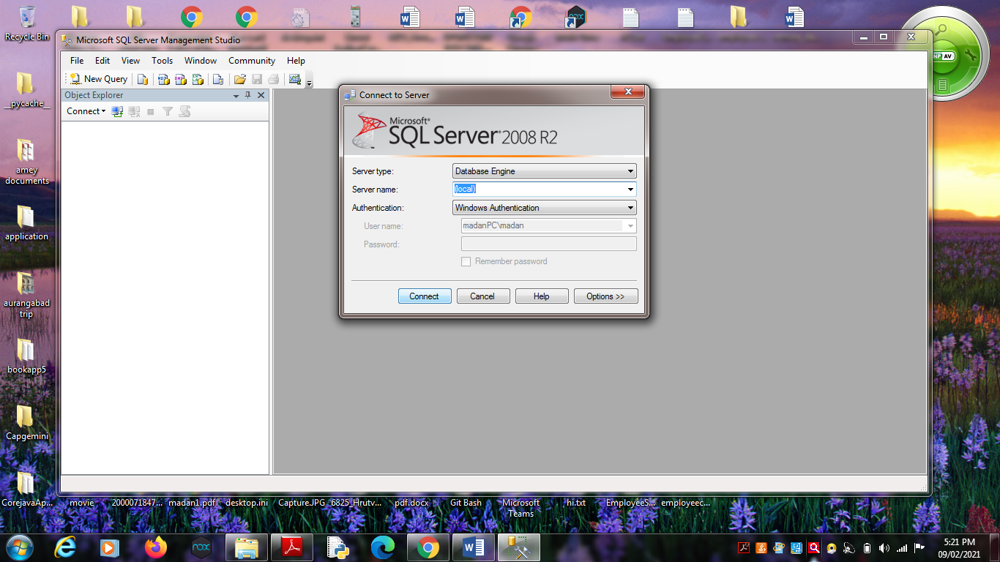 Recycle Bin
Microsoft SQL Server Management Studio
File Edit View Tools Window Community Help
New Query
Object Explorer
Connect
Connect to Server
Microsoft®
SQL Server® 2008 R2
Server type: Database Engine
Server name: (local)
Authentication: Windows Authentication
User name: madanPC\madan
Password:
Remember password
Connect Cancel Help Options >>
AV
__pycache__
amey
documents
application
aurangabad
trip
bookapp5
Capgemini
CorejavaAp... movie 2000071847... madan1.pdf desktop.ini Capture.JPG 6825_Hrutv... pdf.docx Git Bash Microsoft
Teams hi.txt EmployeeS... employeec...
nox
5:21 PM
09/02/2021